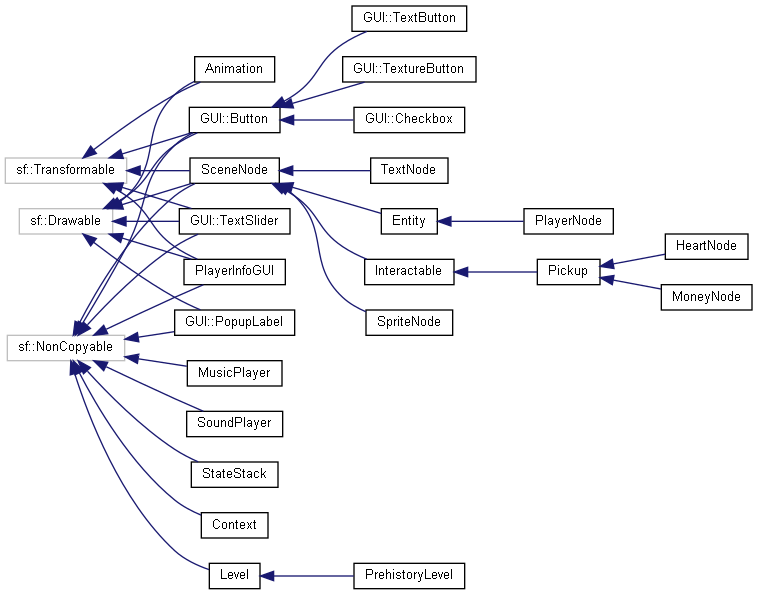 GUI::TextButton
Animation
GUI::TextureButton
GUI::Button
GUI::Checkbox
sf::Transformable
SceneNode
TextNode
sf::Drawable
GUI::TextSlider
Entity
PlayerNode
HeartNode
PlayerInfoGUI
Interactable
Pickup
MoneyNode
GUI::PopupLabel
SpriteNode
sf::NonCopyable
MusicPlayer
SoundPlayer
StateStack
Context
Level
PrehistoryLevel